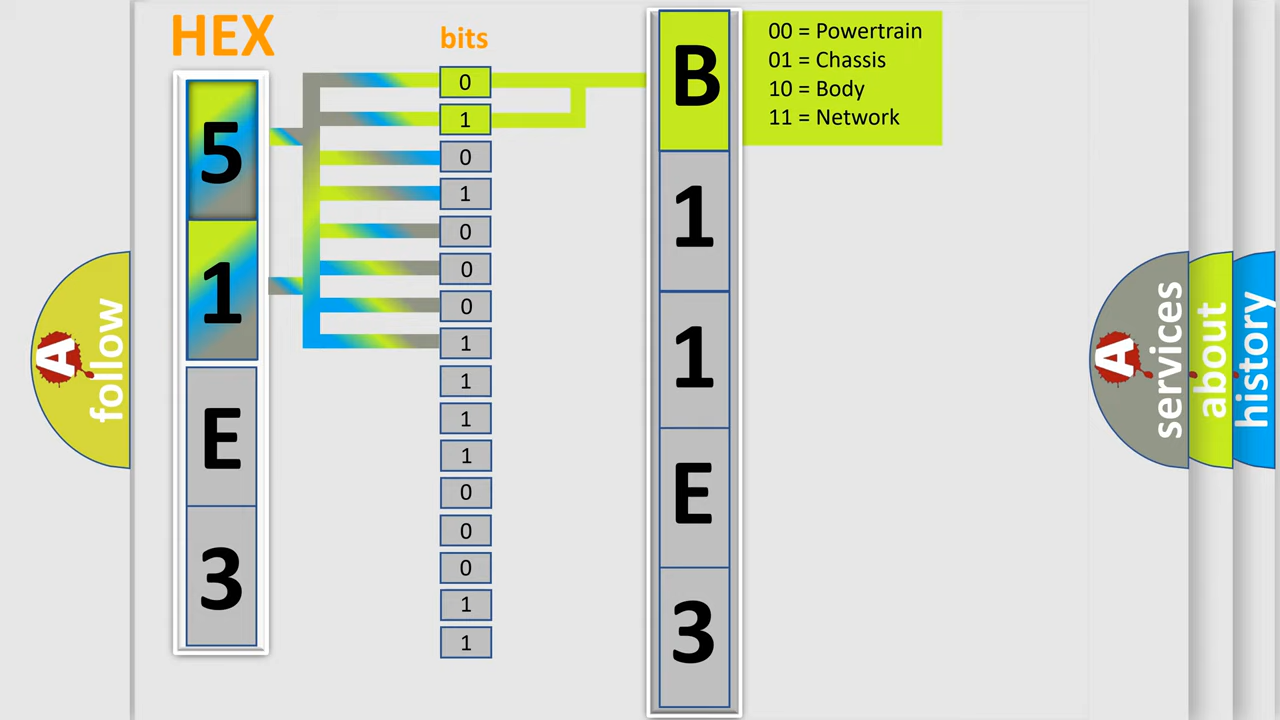 HEX
bits
5
1
E
3
0
1
0
1
0
0
0
1
1
1
1
0
0
0
1
1
B
1
1
E
3
00 = Powertrain
01 = Chassis
10 = Body
11 = Network
A
follow
A
services
about
history